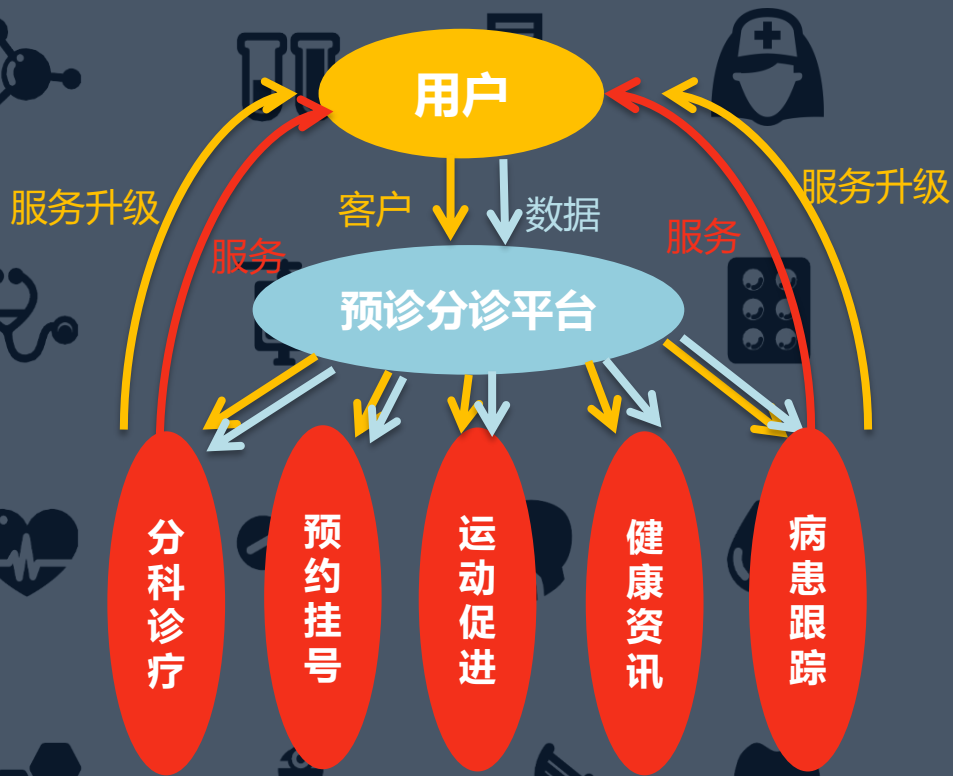 用户
服务升级
服务
客户
数据
服务
服务升级
预诊分诊平台
分科诊疗
预约挂号
运动促进
健康资讯
病患跟踪